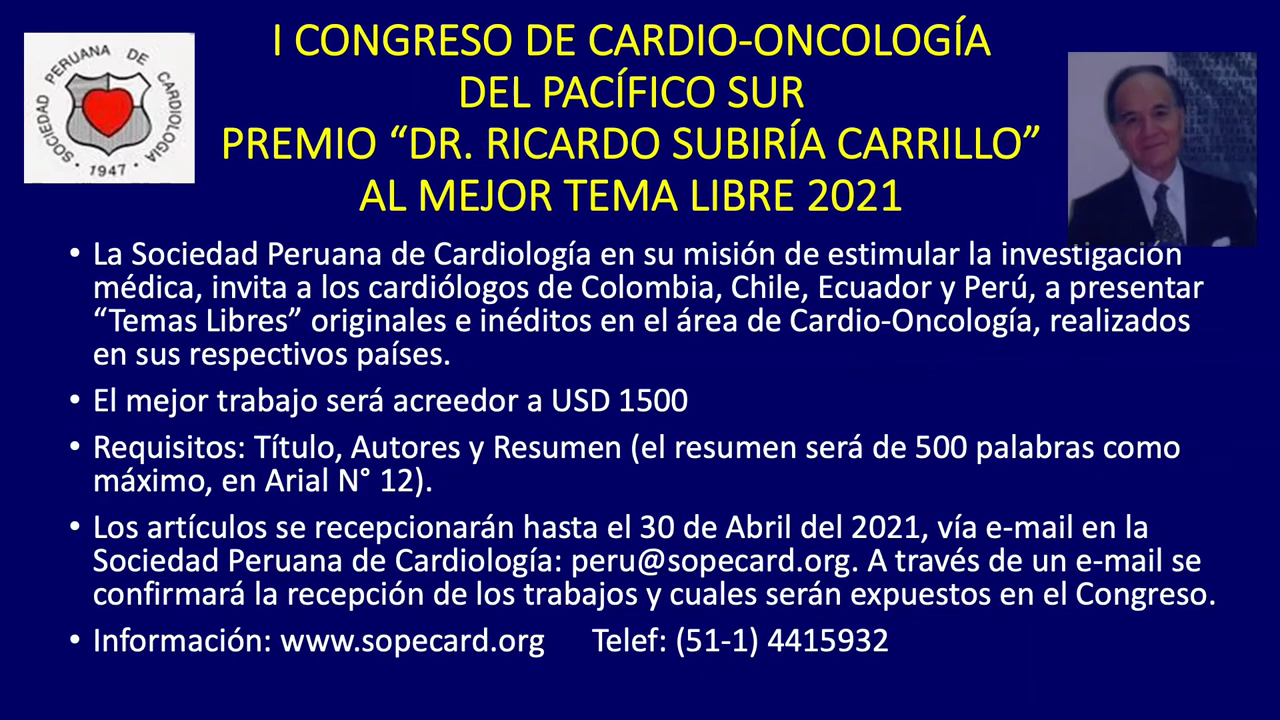 SOCIEDAD PERUANA DE CARDIOLOGIA
· 1947 ·
I CONGRESO DE CARDIO-ONCOLOGÍA
DEL PACÍFICO SUR
PREMIO “DR. RICARDO SUBIRÍA CARRILLO”
AL MEJOR TEMA LIBRE 2021
• La Sociedad Peruana de Cardiología en su misión de estimular la investigación
médica, invita a los cardiólogos de Colombia, Chile, Ecuador y Perú, a presentar
“Temas Libres” originales e inéditos en el área de Cardio-Oncología, realizados
en sus respectivos países.
• El mejor trabajo será acreedor a USD 1500
• Requisitos: Título, Autores y Resumen (el resumen será de 500 palabras como
máximo, en Arial N° 12).
• Los artículos se recepcionarán hasta el 30 de Abril del 2021, vía e-mail en la
Sociedad Peruana de Cardiología: peru@sopecard.org. A través de un e-mail se
confirmará la recepción de los trabajos y cuales serán expuestos en el Congreso.
• Información: www.sopecard.org Telef: (51-1) 4415932